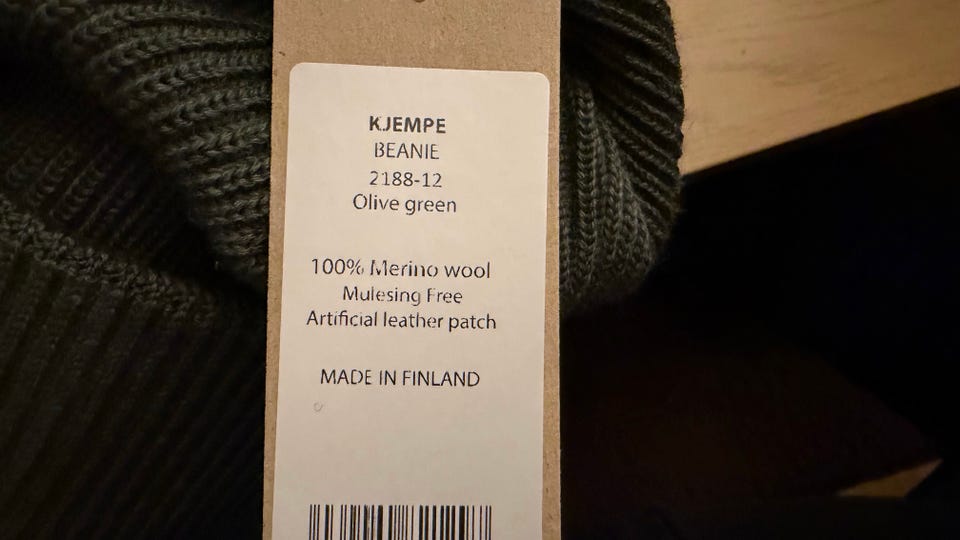 KJEMPE
BEANIE
2188-12
Olive green
100% Merino wool
Mulesing Free
Artificial leather patch
MADE IN FINLAND